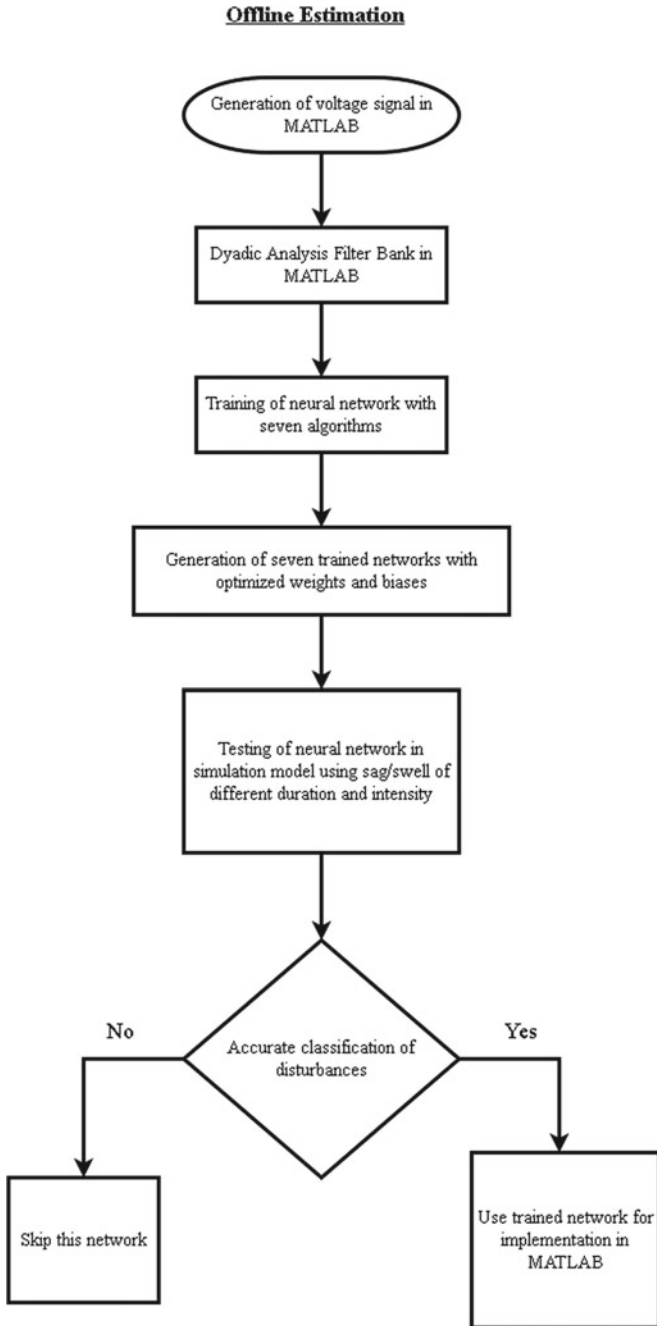 Offline Estimation
Generation of voltage signal in
MATLAB
Dyadic Analysis Filter Bank in
MATLAB
Training of neural network with
seven algorithms
Generation of seven trained networks with
optimized weights and biases
Testing of neural network in
simulation model using sag/swell of
different duration and intensity
Accurate classification of
disturbances
No
Yes
Skip this network
Use trained network for
implementation in
MATLAB